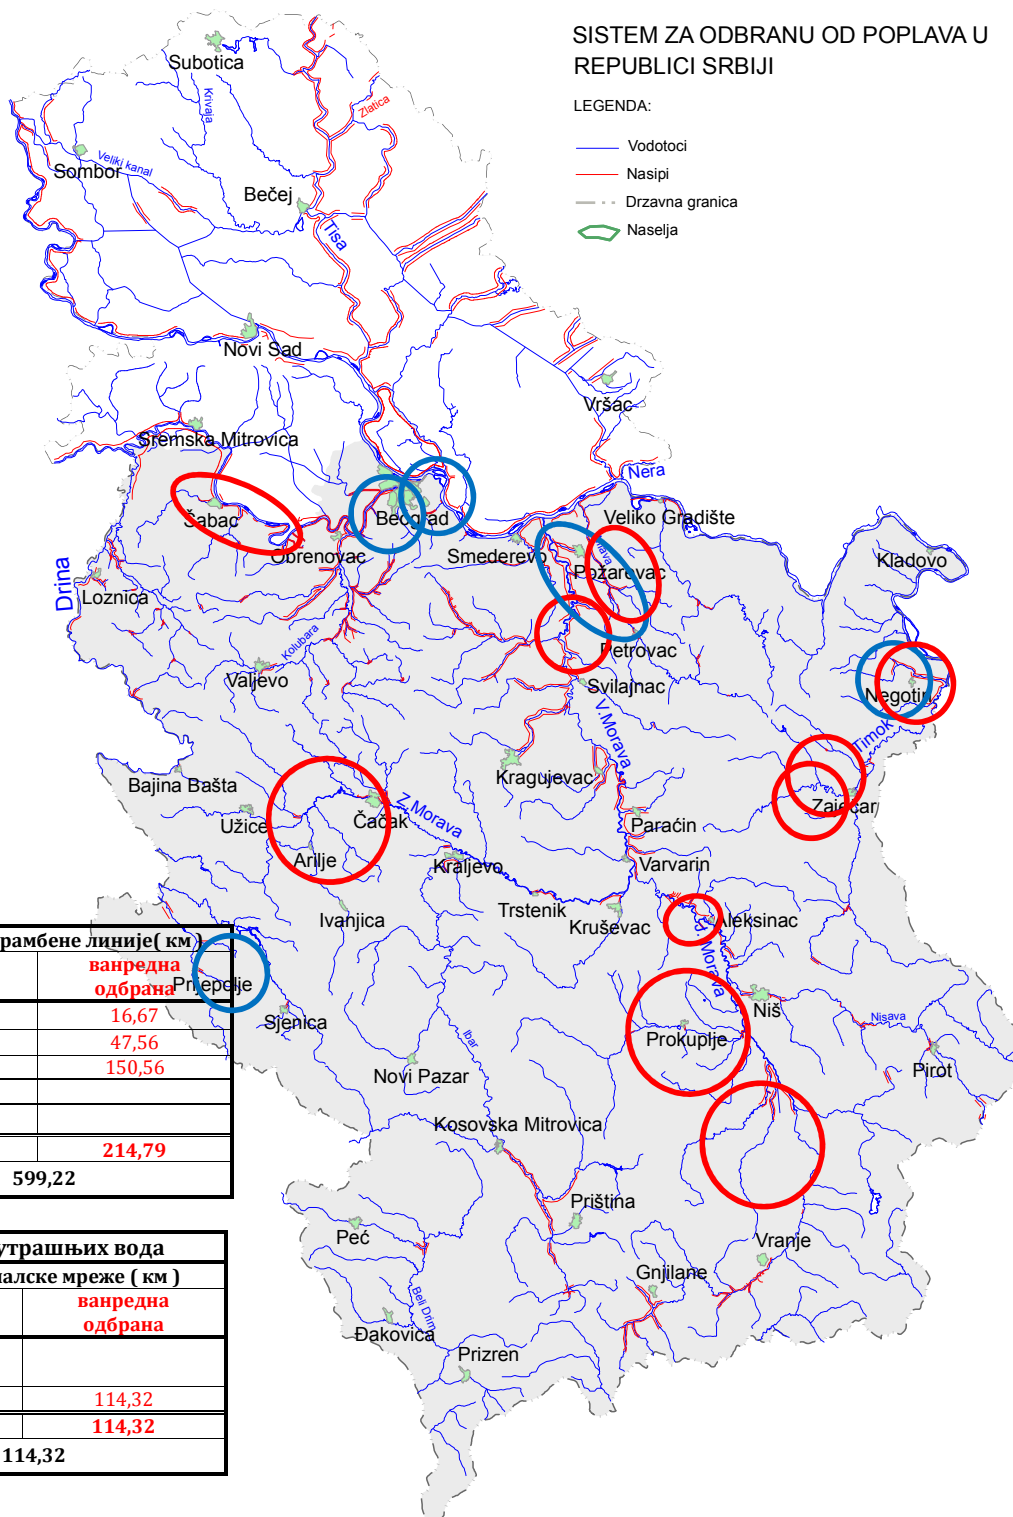 SISTEM ZA ODBRANU OD POPLAVA U
REPUBLICI SRBIJI
LEGENDA:
Vodotoci
Nasipi
Drzavna granica
Naselja
Subotica
Krivaja
Zlatica
Sombor
Veliki kanal
Bečej
Tisa
Novi Sad
Vršac
Sremska Mitrovica
Nera
Šabac
Beograd
Veliko Gradište
Obrenovac
Smederevo
Kladovo
Požarevac
Drina
Loznica
Kolubara
Petrovac
Valjevo
Svilajnac
Negotin
V.Morava
Timok
Kragujevac
Bajina Bašta
Zaječar
Užice
Čačak
Z.Morava
Paraćin
Arilje
Kraljevo
Varvarin
Ivanjica
Trstenik
Kruševac
Aleksinac
J. Morava
Prijepolje
Niš
Sjenica
Nisava
Ibar
Prokuplje
Pirot
Novi Pazar
Kosovska Mitrovica
Priština
Peć
Vranje
Gnjilane
Beli Drim
Đakovica
Prizren
рамбене линије( км )
ванредна
одбрана
16,67
47,56
150,56
214,79
599,22
утрашњих вода
налске мреже ( км )
ванредна
одбрана
114,32
114,32
114,32